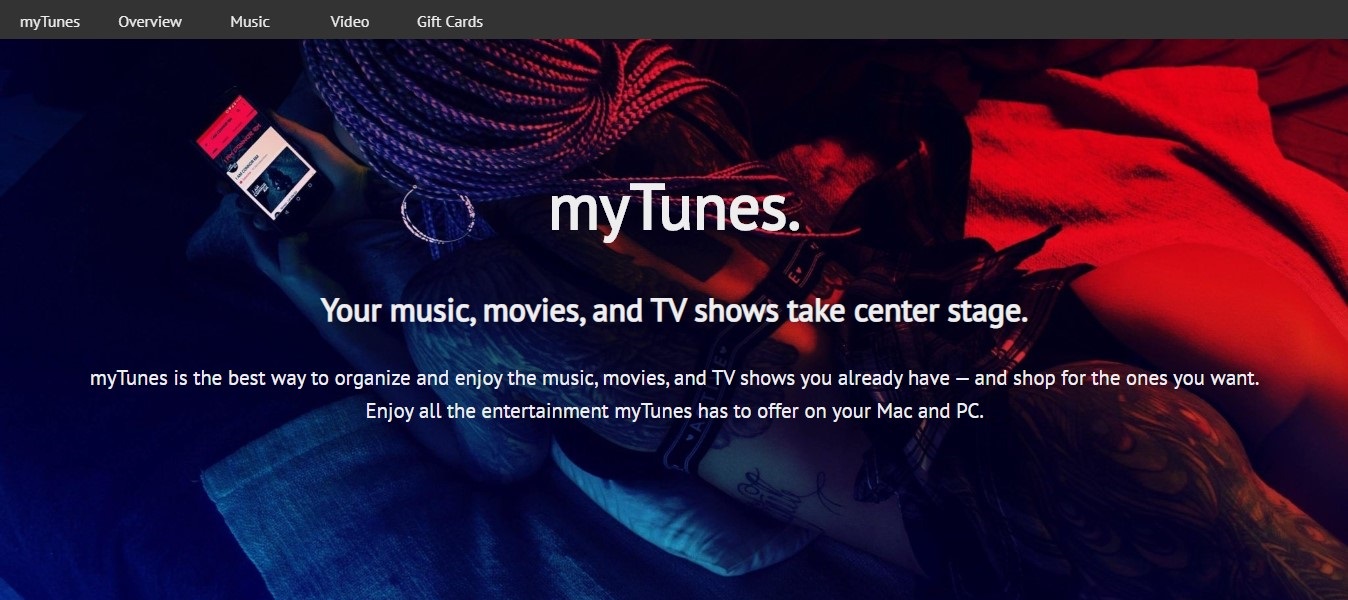 myTunes Overview Music Video Gift Cards
myTunes.
Your music, movies, and TV shows take center stage.
myTunes is the best way to organize and enjoy the music, movies, and TV shows you already have — and shop for the ones you want.
Enjoy all the entertainment myTunes has to offer on your Mac and PC.